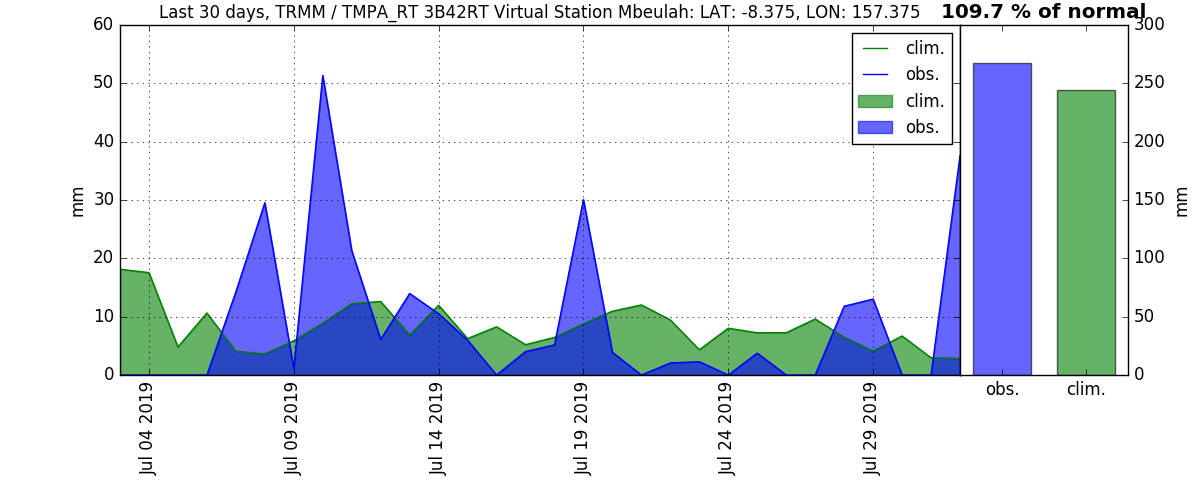 Last 30 days, TRMM / TMPA_RT 3B42RT Virtual Station Mbeulah: LAT: -8.375, LON: 157.375
109.7 % of normal
60
50
40
30
20
10
0
mm
clim.
obs.
clim.
obs.
Jul 04 2019
Jul 09 2019
Jul 14 2019
Jul 19 2019
Jul 24 2019
Jul 29 2019
300
250
200
150
100
50
0
mm
obs.
clim.